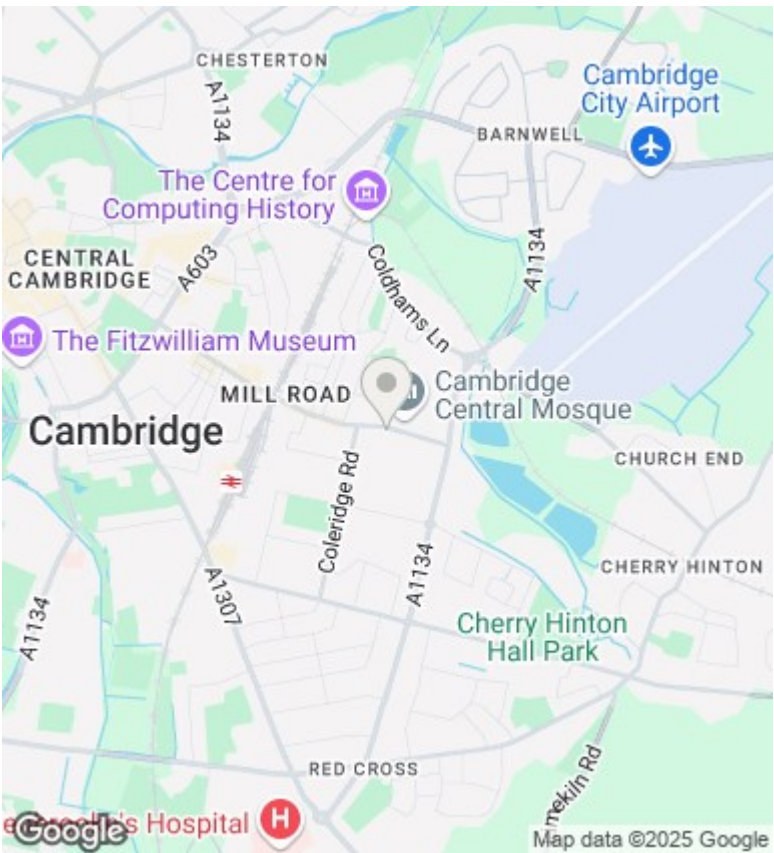 CHESTERTON
A1134
Cambridge
City Airport
BARNWELL
The Centre for
Computing History
A1134
CENTRAL
CAMBRIDGE
A603
Coldhams Ln
The Fitzwilliam Museum
MILL ROAD
Cambridge
Central Mosque
Cambridge
CHURCH END
Coleridge Rd
A1134
CHERRY HINTON
A1307
A1134
Cherry Hinton
Hall Park
RED CROSS
Hospital
H
Google
Map data ©2025 Google